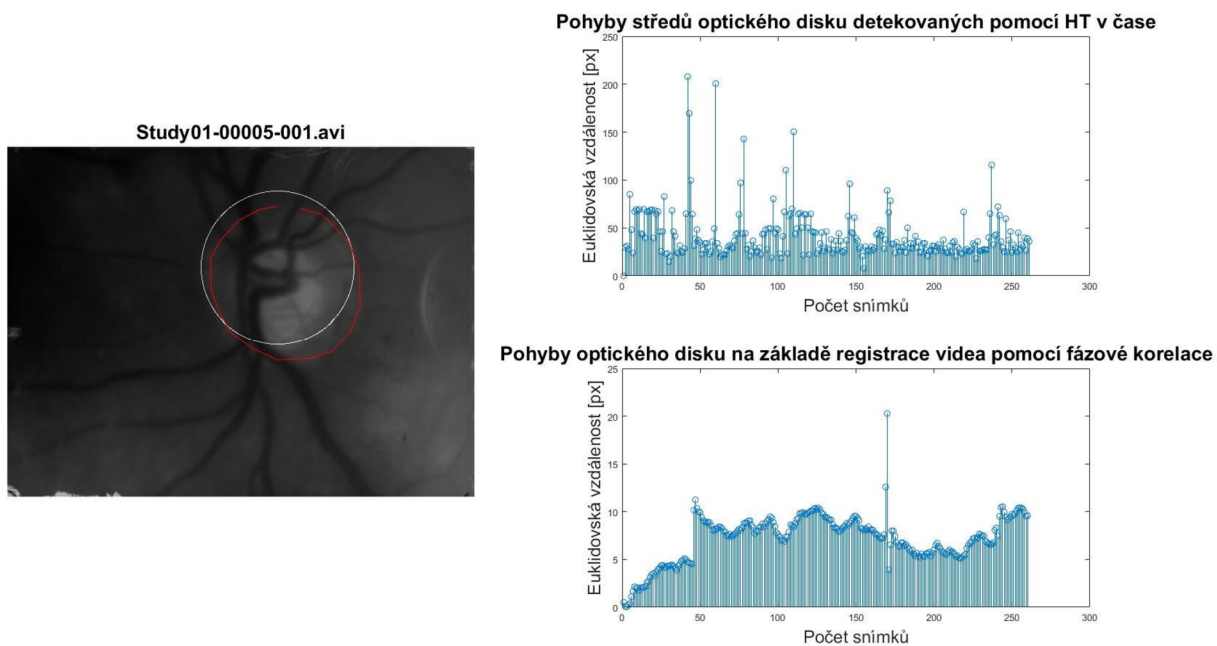 Study01-00005-001.avi
Pohyby středů optického disku detekovaných pomocí HT v čase
Euklidovská vzdálenost [px]
250
200
150
100
50
0
0 50 100 150 200 250 300
Počet snímků
Pohyby optického disku na základě registrace videa pomocí fázové korelace
Euklidovská vzdálenost [px]
25
20
15
10
5
0
0 50 100 150 200 250 300
Počet snímků